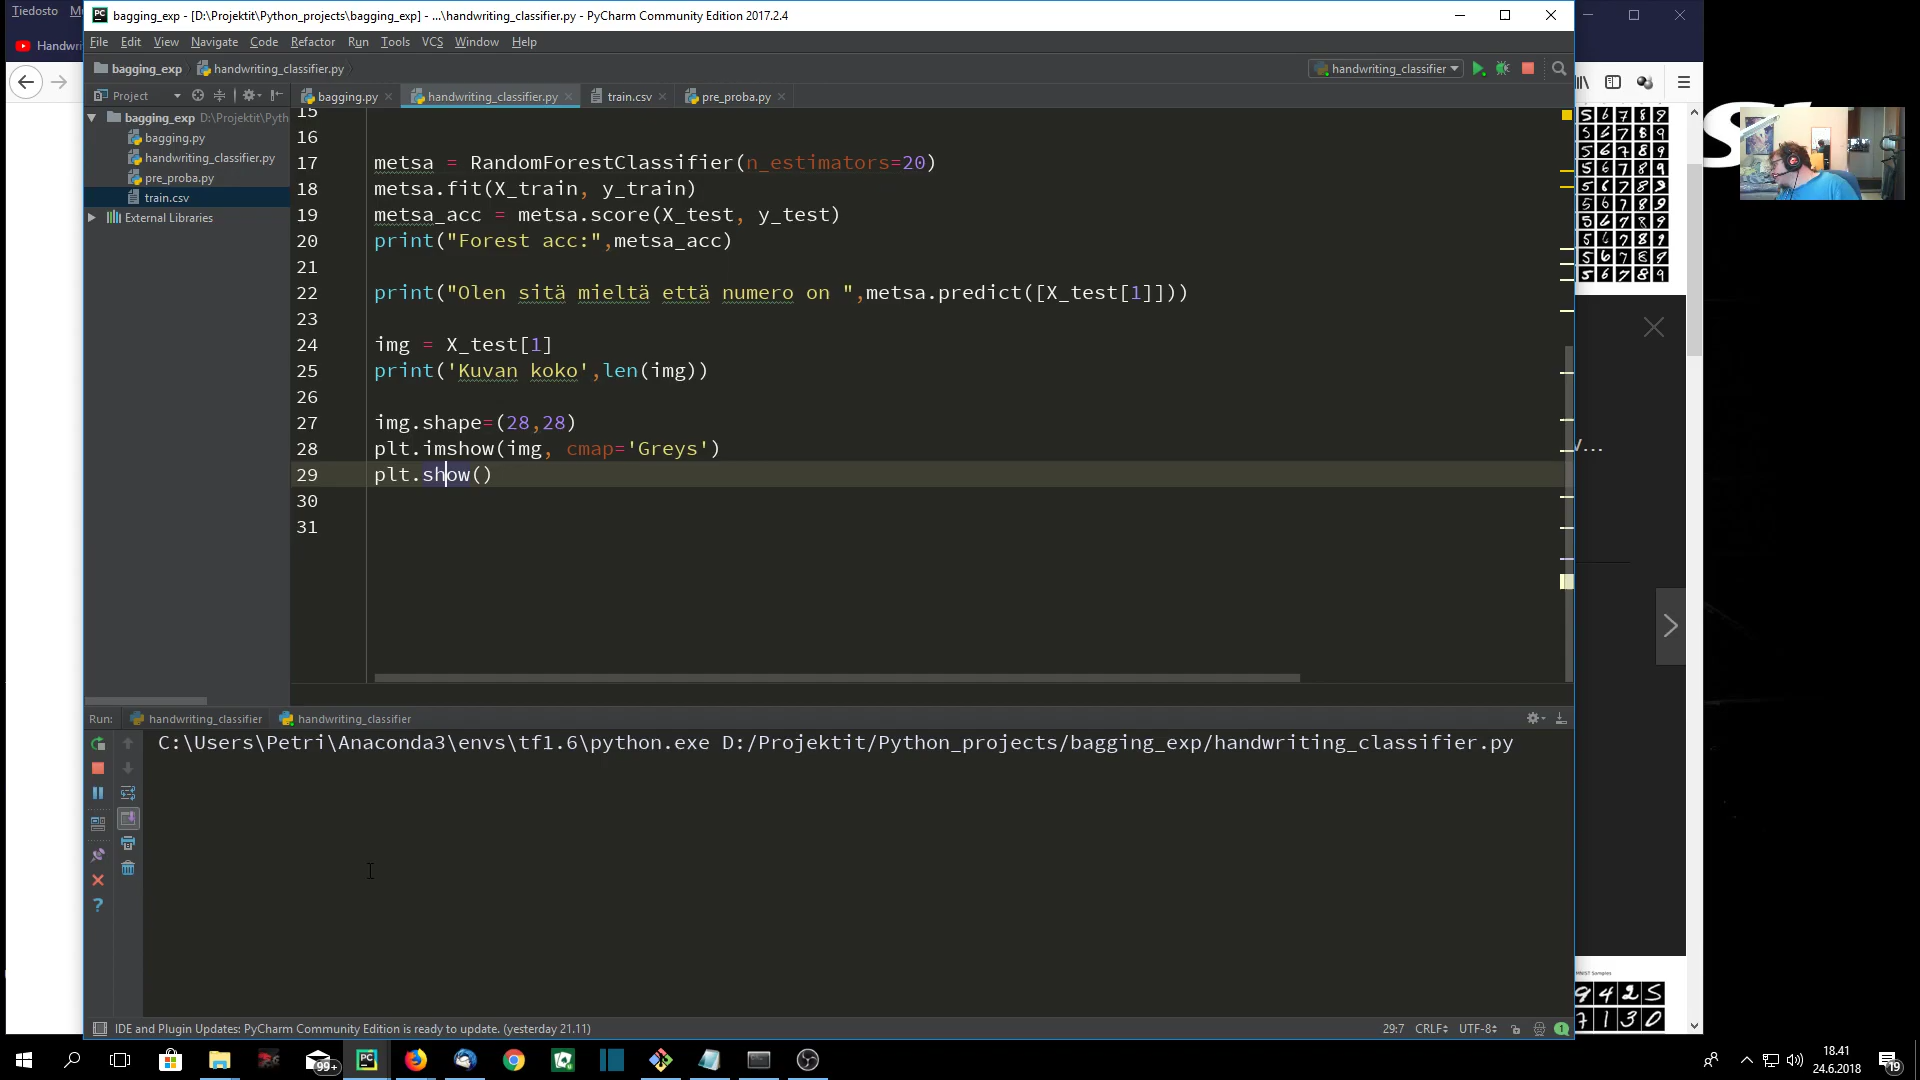 Tiedosto
bagging_exp - [D:\Projektit\Python_projects\bagging_exp] - ...\handwriting_classifier.py - PyCharm Community Edition 2017.2.4
File Edit View Navigate Code Refactor Run Tools VCS Window Help
bagging_exp handwriting_classifier.py
handwriting_classifier
Project
bagging.py handwriting_classifier.py train.csv pre_proba.py
bagging_exp D:\Projektit\Pyth
bagging.py
handwriting_classifier.py
pre_proba.py
train.csv
External Libraries
15
16
17 metsa = RandomForestClassifier(n_estimators=20)
18 metsa.fit(X_train, y_train)
19 metsa_acc = metsa.score(X_test, y_test)
20 print("Forest acc:",metsa_acc)
21
22 print("Olen sitä mieltä että numero on ",metsa.predict([X_test[1]]))
23
24 img = X_test[1]
25 print('Kuvan koko',len(img))
26
27 img.shape=(28,28)
28 plt.imshow(img, cmap='Greys')
29 plt.show()
30
31
Run: handwriting_classifier handwriting_classifier
C:\Users\Petri\Anaconda3\envs\tf1.6\python.exe D:/Projektit/Python_projects/bagging_exp/handwriting_classifier.py
IDE and Plugin Updates: PyCharm Community Edition is ready to update. (yesterday 21.11)
29:7 CRLF UTF-8
99+
18.41
24.6.2018
19